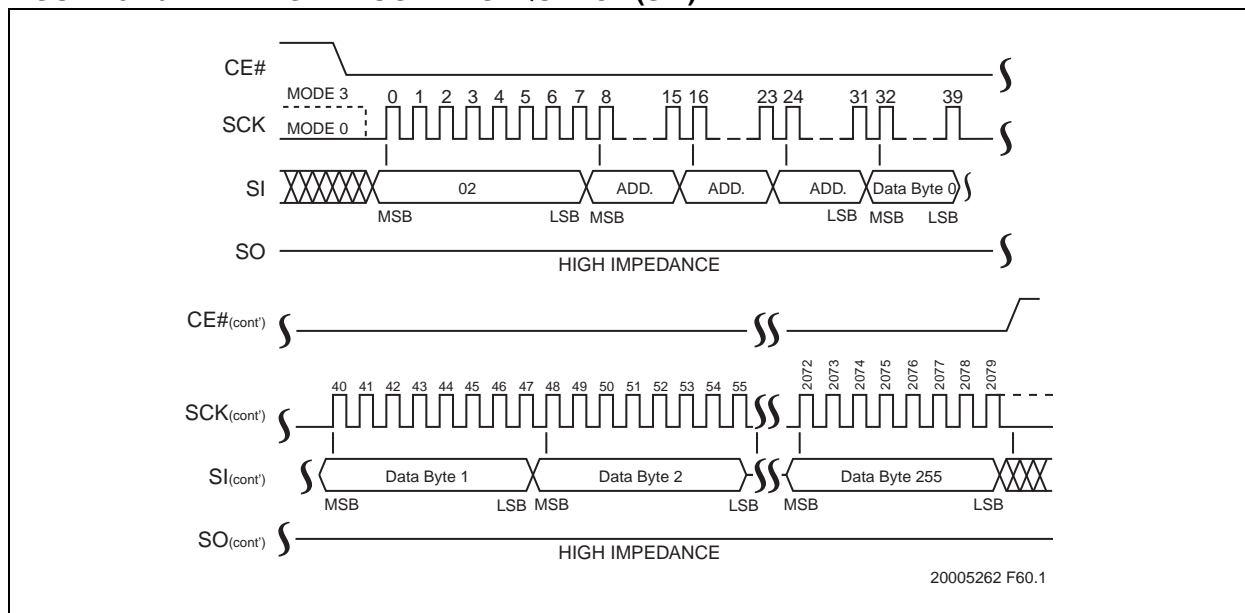 CE#
MODE 3
0 1 2 3 4 5 6 7 8 15 16 23 24 31 32 39
SCK
MODE 0
SI 02 ADD. ADD. ADD. Data Byte 0
MSB LSB MSB LSB MSB LSB
SO
HIGH IMPEDANCE
CE#(cont')
40 41 42 43 44 45 46 47 48 49 50 51 52 53 54 55 2072 2073 2074 2075 2076 2077 2078 2079
SCK(cont')
SI(cont') Data Byte 1 Data Byte 2 Data Byte 255
MSB LSB MSB LSB MSB LSB
SO(cont')
HIGH IMPEDANCE
20005262 F60.1